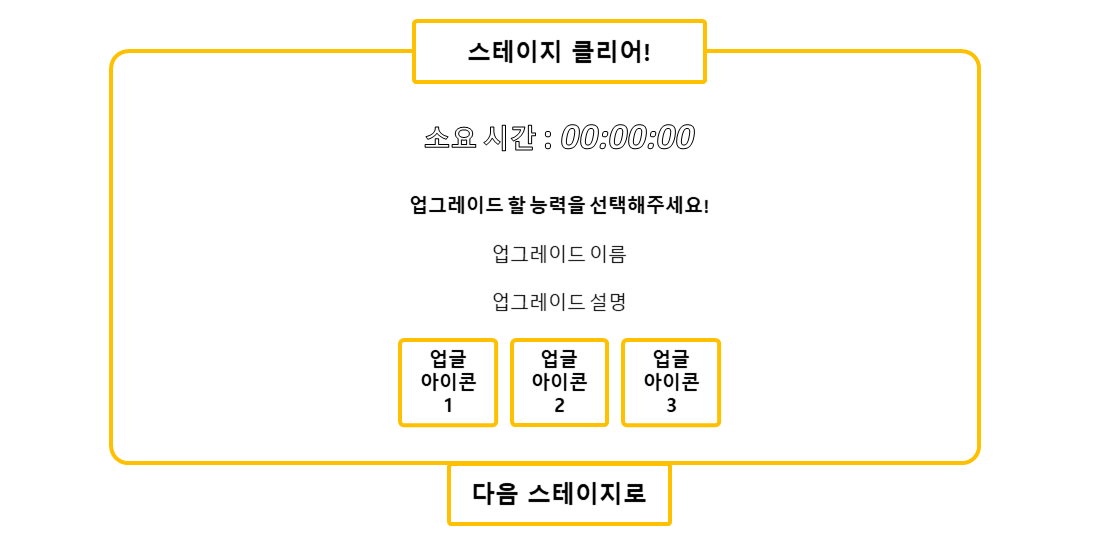 스테이지 클리어!
소요 시간 : 00:00:00
업그레이드 할 능력을 선택해주세요!
업그레이드 이름
업그레이드 설명
업글
아이콘
1
업글
아이콘
2
업글
아이콘
3
다음 스테이지로